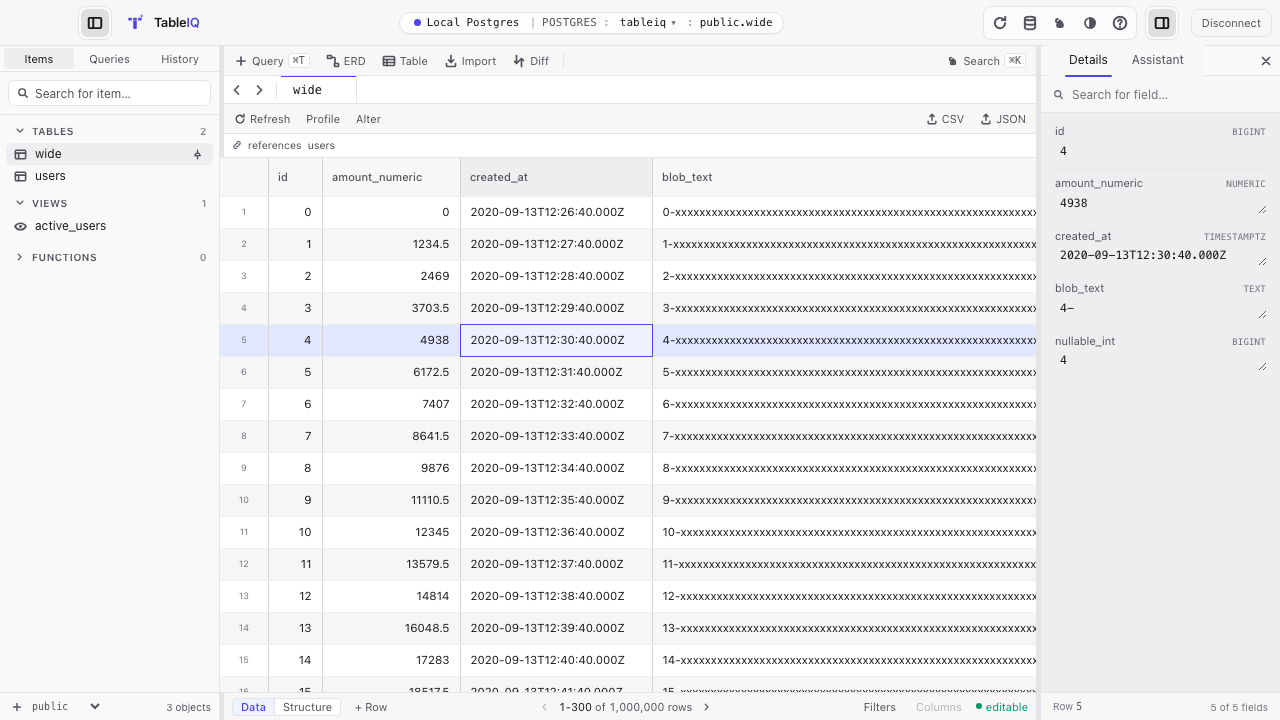 TableIQ
Local Postgres | POSTGRES : tableiq ▾ : public.wide
Disconnect
Items Queries History
Search for item...
TABLES 2
wide
users
VIEWS 1
active_users
FUNCTIONS 0
+ Query ⌘T ERD Table Import Diff Search ⌘K
wide
Refresh Profile Alter CSV JSON
references users
id amount_numeric created_at blob_text
1 0 0 2020-09-13T12:26:40.000Z 0-xxxxxxxxxxxxxxxxxxxxxxxxxxxxxxxxxxxxxxxxxxxxxxxxxxxxxxxxxxxx
2 1 1234.5 2020-09-13T12:27:40.000Z 1-xxxxxxxxxxxxxxxxxxxxxxxxxxxxxxxxxxxxxxxxxxxxxxxxxxxxxxxxxxxx
3 2 2469 2020-09-13T12:28:40.000Z 2-xxxxxxxxxxxxxxxxxxxxxxxxxxxxxxxxxxxxxxxxxxxxxxxxxxxxxxxxxxxx
4 3 3703.5 2020-09-13T12:29:40.000Z 3-xxxxxxxxxxxxxxxxxxxxxxxxxxxxxxxxxxxxxxxxxxxxxxxxxxxxxxxxxxxx
5 4 4938 2020-09-13T12:30:40.000Z 4-xxxxxxxxxxxxxxxxxxxxxxxxxxxxxxxxxxxxxxxxxxxxxxxxxxxxxxxxxxxx
6 5 6172.5 2020-09-13T12:31:40.000Z 5-xxxxxxxxxxxxxxxxxxxxxxxxxxxxxxxxxxxxxxxxxxxxxxxxxxxxxxxxxxxx
7 6 7407 2020-09-13T12:32:40.000Z 6-xxxxxxxxxxxxxxxxxxxxxxxxxxxxxxxxxxxxxxxxxxxxxxxxxxxxxxxxxxxx
8 7 8641.5 2020-09-13T12:33:40.000Z 7-xxxxxxxxxxxxxxxxxxxxxxxxxxxxxxxxxxxxxxxxxxxxxxxxxxxxxxxxxxxx
9 8 9876 2020-09-13T12:34:40.000Z 8-xxxxxxxxxxxxxxxxxxxxxxxxxxxxxxxxxxxxxxxxxxxxxxxxxxxxxxxxxxxx
10 9 11110.5 2020-09-13T12:35:40.000Z 9-xxxxxxxxxxxxxxxxxxxxxxxxxxxxxxxxxxxxxxxxxxxxxxxxxxxxxxxxxxxx
11 10 12345 2020-09-13T12:36:40.000Z 10-xxxxxxxxxxxxxxxxxxxxxxxxxxxxxxxxxxxxxxxxxxxxxxxxxxxxxxxxxxx
12 11 13579.5 2020-09-13T12:37:40.000Z 11-xxxxxxxxxxxxxxxxxxxxxxxxxxxxxxxxxxxxxxxxxxxxxxxxxxxxxxxxxxx
13 12 14814 2020-09-13T12:38:40.000Z 12-xxxxxxxxxxxxxxxxxxxxxxxxxxxxxxxxxxxxxxxxxxxxxxxxxxxxxxxxxxx
14 13 16048.5 2020-09-13T12:39:40.000Z 13-xxxxxxxxxxxxxxxxxxxxxxxxxxxxxxxxxxxxxxxxxxxxxxxxxxxxxxxxxxx
15 14 17283 2020-09-13T12:40:40.000Z 14-xxxxxxxxxxxxxxxxxxxxxxxxxxxxxxxxxxxxxxxxxxxxxxxxxxxxxxxxxxx
Details Assistant
Search for field...
id BIGINT
4
amount_numeric NUMERIC
4938
created_at TIMESTAMPTZ
2020-09-13T12:30:40.000Z
blob_text TEXT
4-
nullable_int BIGINT
4
+ public 3 objects
Data Structure + Row 1-300 of 1,000,000 rows Filters Columns editable
Row 5 5 of 5 fields